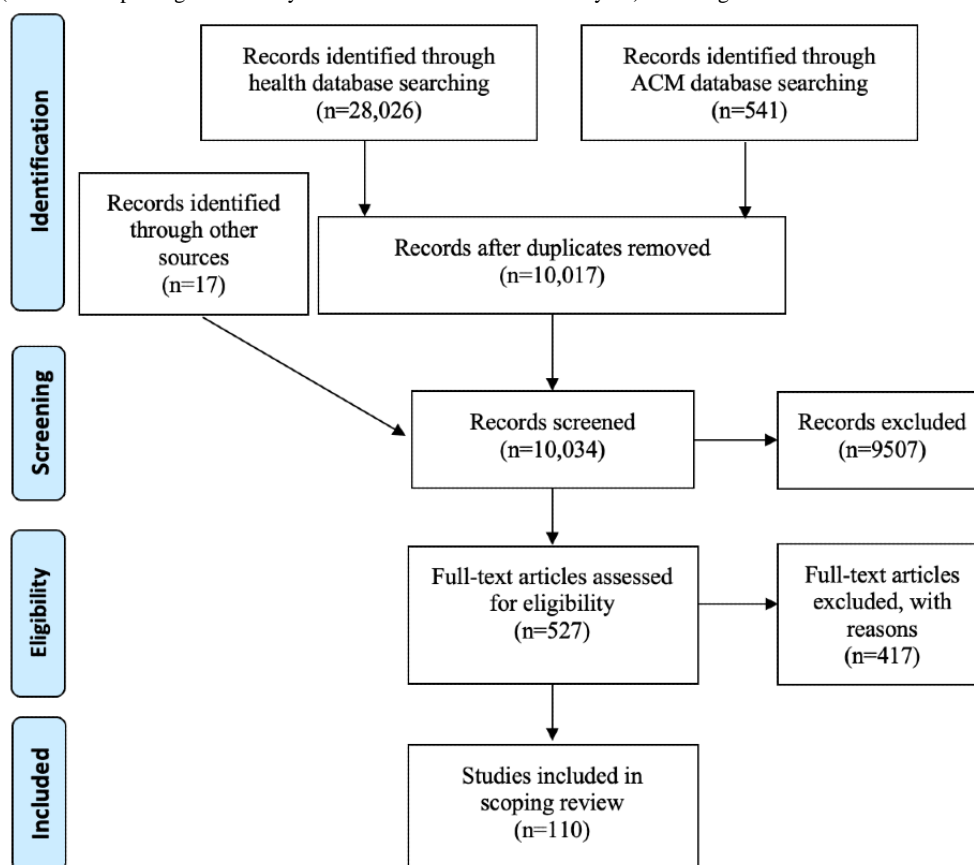 Records identified through
health database searching
(n=28,026)
Records identified through
ACM database searching
(n=541)
Identification
Records identified
through other
sources
(n=17)
Records after duplicates removed
(n=10,017)
Screening
Records screened
(n=10,034)
Records excluded
(n=9507)
Eligibility
Full-text articles assessed
for eligibility
(n=527)
Full-text articles
excluded, with
reasons
(n=417)
Included
Studies included in
scoping review
(n=110)